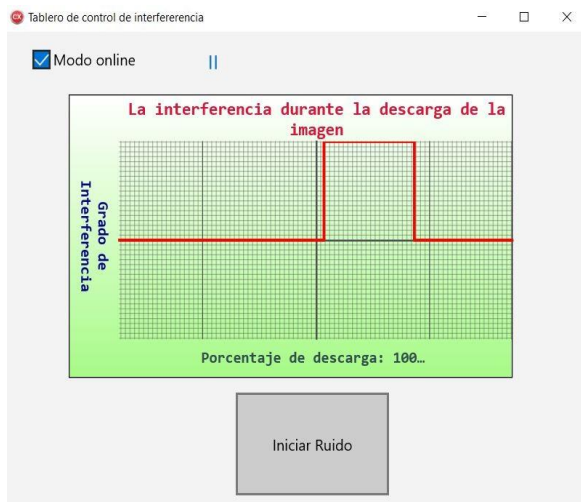 Tablero de control de interfererencia
Modo online
La interferencia durante la descarga de la
imagen
Grado de
Interferencia
Porcentaje de descarga: 100…
Iniciar Ruido